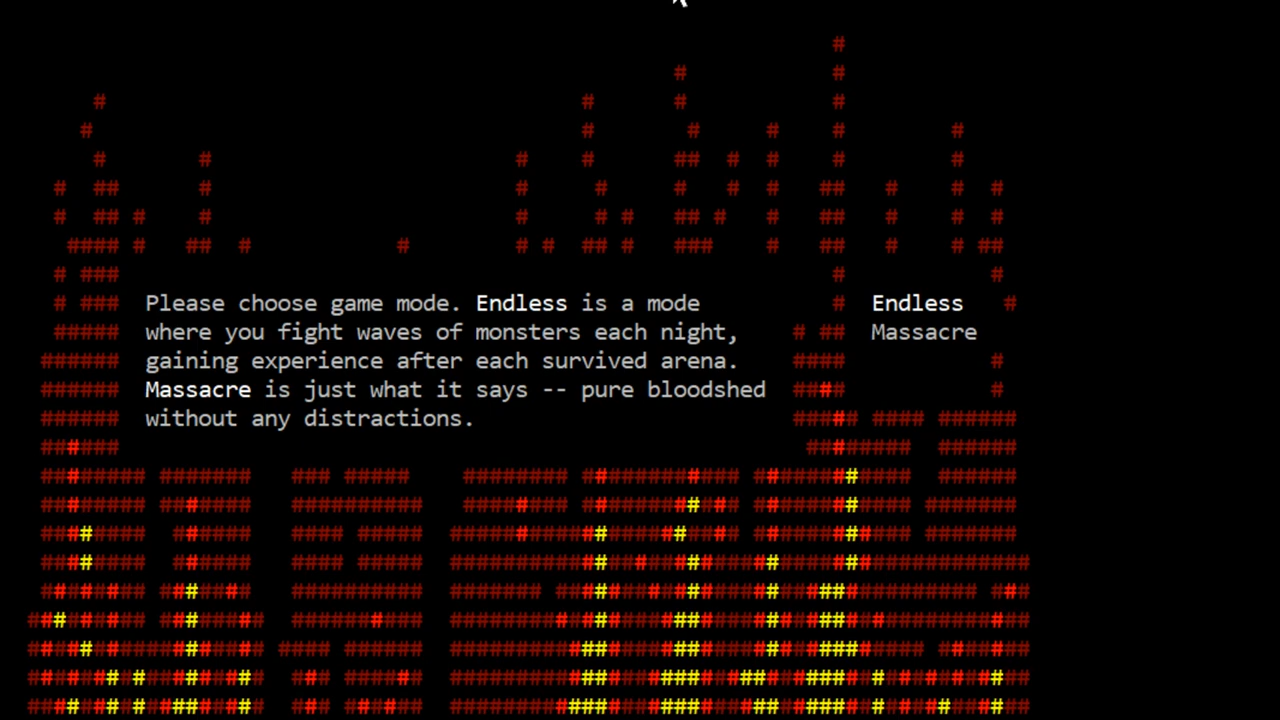 Please choose game mode. Endless is a mode
where you fight waves of monsters each night,
gaining experience after each survived arena.
Massacre is just what it says -- pure bloodshed
without any distractions.
Endless
Massacre